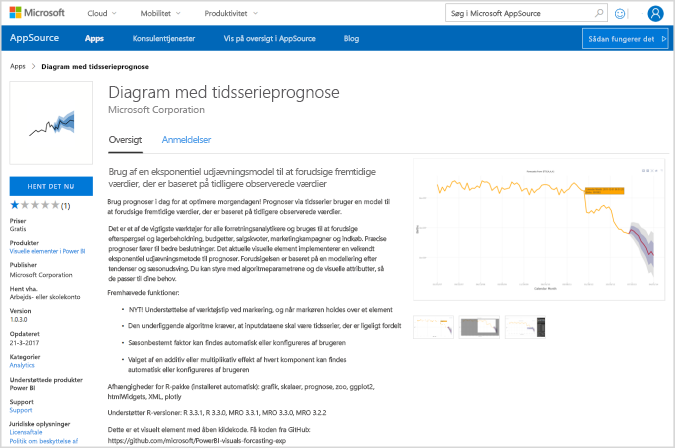 Microsoft
Cloud
Mobilitet
Produktivitet
Søg i Microsoft AppSource
AppSource
Apps
Konsulenttjenester
Vis på oversigt i AppSource
Blog
Sådan fungerer det
Apps
Diagram med tidsserieprognose
Diagram med tidsserieprognose
Microsoft Corporation
Oversigt
Anmeldelser
HENT DET NU
(1)
Priser
Gratis
Produkter
Visuelle elementer i Power BI
Publisher
Microsoft Corporation
Hent vha.
Arbejds- eller skolekonto
Version
1.0.3.0
Opdateret
21-3-2017
Kategorier
Analytics
Understøttede produkter
Power BI
Support
Support
Juridiske oplysninger
Licensaftale
Politik om beskyttelse af
Brug af en eksponentiel udjævningsmodel til at forudsige fremtidige
værdier, der er baseret på tidligere observerede værdier
Brug prognoser i dag for at optimere morgendagen! Prognoser via tidsserier bruger en model til
at forudsige fremtidige værdier, der er baseret på tidligere observerede værdier.
Det er et af de vigtigste værktøjer for alle forretningsanalytikere og bruges til at forudsige
efterspørgsel og lagerbeholdning, budgetter, salgskvoter, marketingkampagner og indkøb. Præcise
prognoser fører til bedre beslutninger. Det aktuelle visuelle element implementerer en velkendt
eksponentiel udjævningsmetode til prognoser. Forudsigelsen er baseret på en modellering efter
tendenser og sæsonudsving. Du kan styre med algoritmeparametrene og de visuelle attributter, så
de passer til dine behov.
Fremhævede funktioner:
• NYT! Understøttelse af værktøjstip ved markering, og når markøren holdes over et element
• Den underliggende algoritme kræver, at inputdataene skal være tidsserier, der er ligeligt fordelt
• Sæsonbestemt faktor kan findes automatisk eller konfigureres af brugeren
• Valget af en additiv eller multiplikativ effekt af hvert komponent kan findes
automatisk eller konfigureres af brugeren
Afhængigheder for R-pakke (installeret automatisk): grafik, skalaer, prognose, zoo, ggplot2,
htmlWidgets, XML, plotly
Understøtter R-versioner: R 3.3.1, R 3.3.0, MRO 3.3.1, MRO 3.3.0, MRO 3.2.2
Dette er et visuelt element med åben kildekode. Få koden fra GitHub:
https://github.com/microsoft/PowerBI-visuals-forcasting-exp